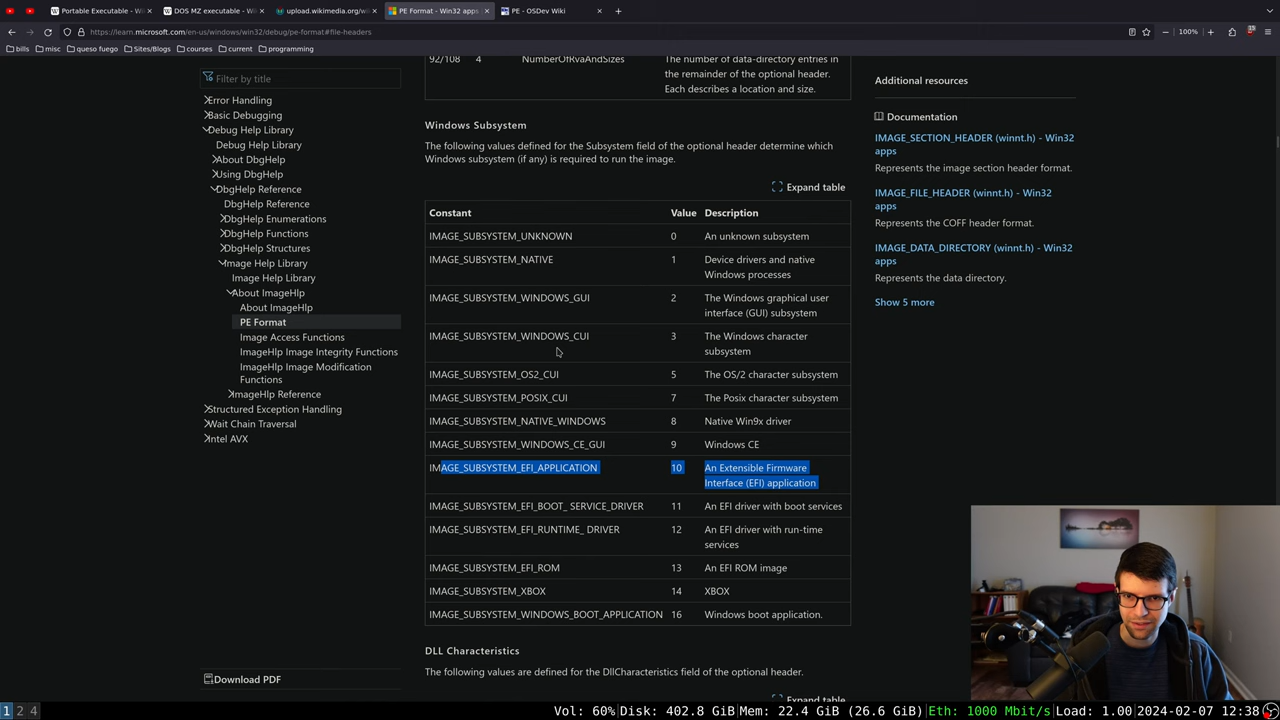 Portable Executable - Wi
DOS MZ executable - Wi
upload.wikimedia.org/wi
PE Format - Win32 apps
PE - OSDev Wiki
https://learn.microsoft.com/en-us/windows/win32/debug/pe-format#file-headers
100%
bills
misc
queso fuego
Sites/Blogs
courses
current
programming
Filter by title
Error Handling
Basic Debugging
Debug Help Library
Debug Help Library
About DbgHelp
Using DbgHelp
DbgHelp Reference
DbgHelp Reference
DbgHelp Enumerations
DbgHelp Functions
DbgHelp Structures
Image Help Library
Image Help Library
About ImageHlp
About ImageHlp
PE Format
Image Access Functions
ImageHlp Image Integrity Functions
ImageHlp Image Modification
Functions
ImageHlp Reference
Structured Exception Handling
Wait Chain Traversal
Intel AVX
Download PDF
92/108 4 NumberOfRvaAndSizes The number of data-directory entries in
the remainder of the optional header.
Each describes a location and size.
Windows Subsystem
The following values defined for the Subsystem field of the optional header determine which
Windows subsystem (if any) is required to run the image.
Expand table
Constant Value Description
IMAGE_SUBSYSTEM_UNKNOWN 0 An unknown subsystem
IMAGE_SUBSYSTEM_NATIVE 1 Device drivers and native
Windows processes
IMAGE_SUBSYSTEM_WINDOWS_GUI 2 The Windows graphical user
interface (GUI) subsystem
IMAGE_SUBSYSTEM_WINDOWS_CUI 3 The Windows character
subsystem
IMAGE_SUBSYSTEM_OS2_CUI 5 The OS/2 character subsystem
IMAGE_SUBSYSTEM_POSIX_CUI 7 The Posix character subsystem
IMAGE_SUBSYSTEM_NATIVE_WINDOWS 8 Native Win9x driver
IMAGE_SUBSYSTEM_WINDOWS_CE_GUI 9 Windows CE
IMAGE_SUBSYSTEM_EFI_APPLICATION 10 An Extensible Firmware
Interface (EFI) application
IMAGE_SUBSYSTEM_EFI_BOOT_ SERVICE_DRIVER 11 An EFI driver with boot services
IMAGE_SUBSYSTEM_EFI_RUNTIME_ DRIVER 12 An EFI driver with run-time
services
IMAGE_SUBSYSTEM_EFI_ROM 13 An EFI ROM image
IMAGE_SUBSYSTEM_XBOX 14 XBOX
IMAGE_SUBSYSTEM_WINDOWS_BOOT_APPLICATION 16 Windows boot application.
DLL Characteristics
The following values are defined for the DllCharacteristics field of the optional header.
Expand table
Additional resources
Documentation
IMAGE_SECTION_HEADER (winnt.h) - Win32
apps
Represents the image section header format.
IMAGE_FILE_HEADER (winnt.h) - Win32
apps
Represents the COFF header format.
IMAGE_DATA_DIRECTORY (winnt.h) - Win32
apps
Represents the data directory.
Show 5 more
1 2 4
Vol: 60%|Disk: 402.8 GiB|Mem: 22.4 GiB (26.6 GiB)|Eth: 1000 Mbit/s|Load: 1.00|2024-02-07 12:38